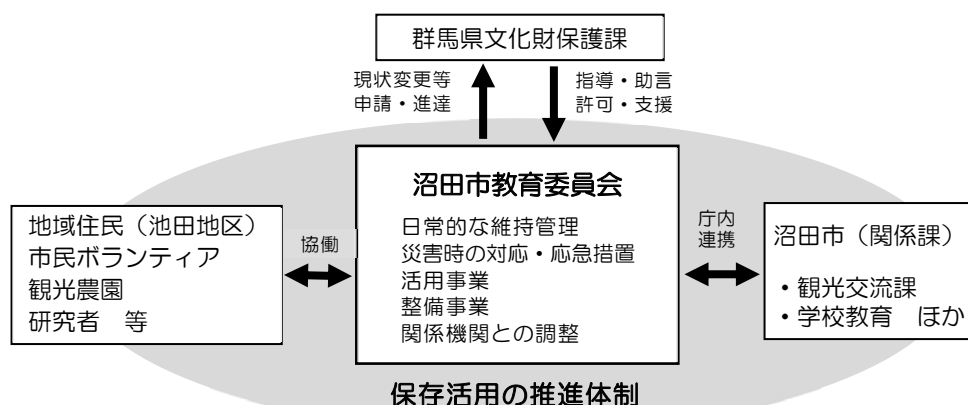 群馬県文化財保護課
現状変更等
申請・進達
指導・助言
許可・支援
沼田市教育委員会
日常的な維持管理
災害時の対応・応急措置
活用事業
整備事業
関係機関との調整
地域住民（池田地区）
市民ボランティア
観光農園
研究者　等
協働
庁内
連携
沼田市（関係課）
・観光交流課
・学校教育　ほか
保存活用の推進体制